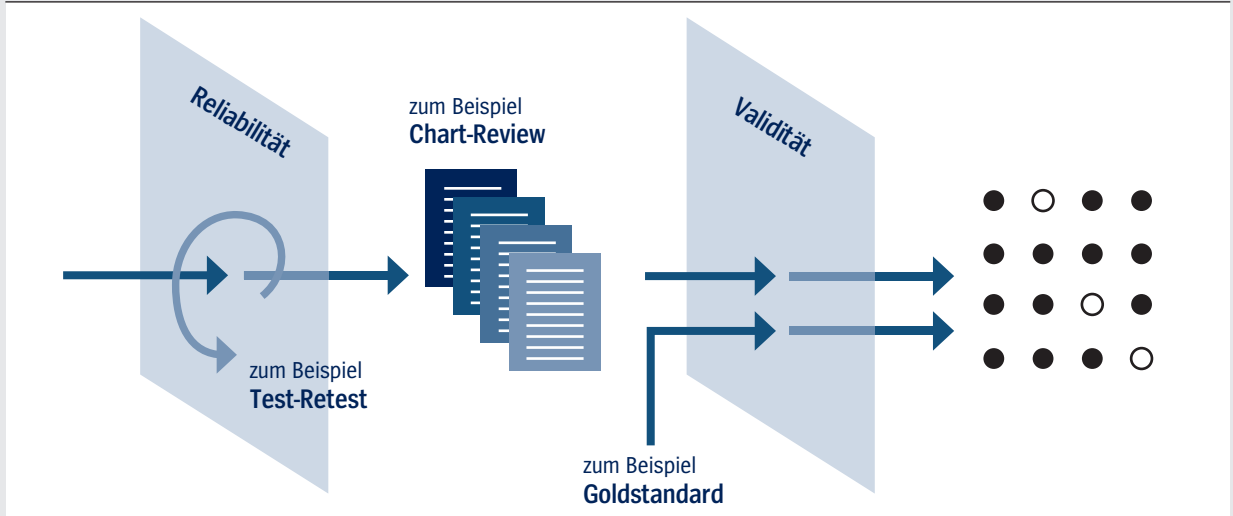 Reliabilität
zum Beispiel
Chart-Review
Validität
zum Beispiel
Test-Retest
zum Beispiel
Goldstandard